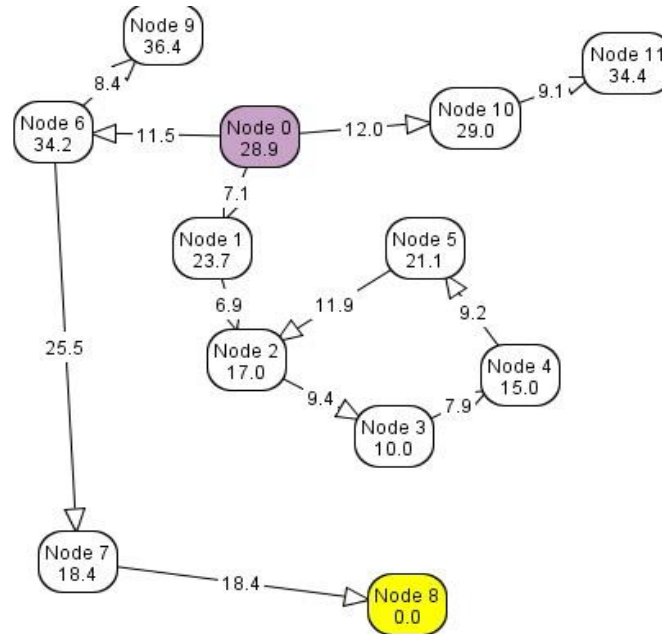 Node 9
36.4
8.4
Node 11
34.4
9.1
Node 10
29.0
Node 6
34.2
11.5
Node 0
28.9
12.0
7.1
Node 1
23.7
Node 5
21.1
6.9
11.9
9.2
25.5
Node 2
17.0
Node 4
15.0
9.4
7.9
Node 3
10.0
Node 7
18.4
18.4
Node 8
0.0